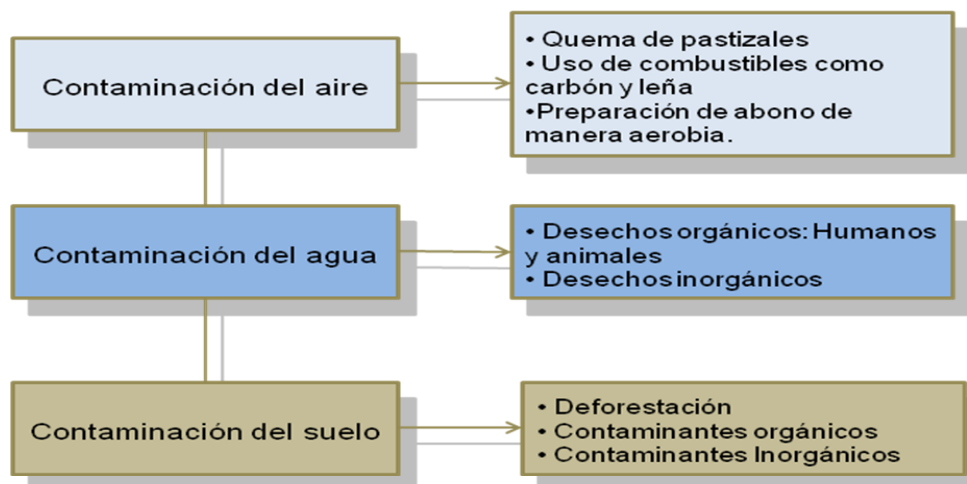 Contaminación del aire
• Quema de pastizales
• Uso de combustibles como
carbón y leña
•Preparación de abono de
manera aerobia.
Contaminación del agua
• Desechos orgánicos: Humanos
y animales
• Desechos inorgánicos
Contaminación del suelo
• Deforestación
• Contaminantes orgánicos
• Contaminantes Inorgánicos